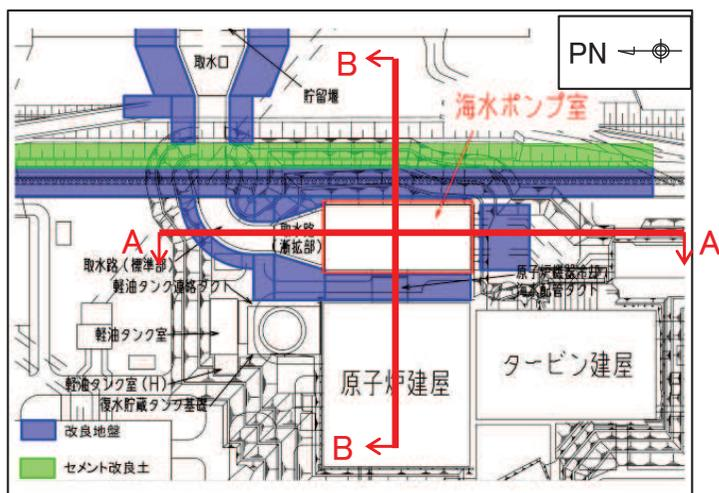 PN
取水口
貯留堰
B
海水ポンプ室
A
A
取水路
(漸拡部)
取水路(標準部)
軽油タンク連絡ダクト
原子炉機器冷却
海水配管ダクト
軽油タンク室
軽油タンク室(H)
復水貯蔵タンク基礎
原子炉建屋
タービン建屋
B
改良地盤
セメント改良土